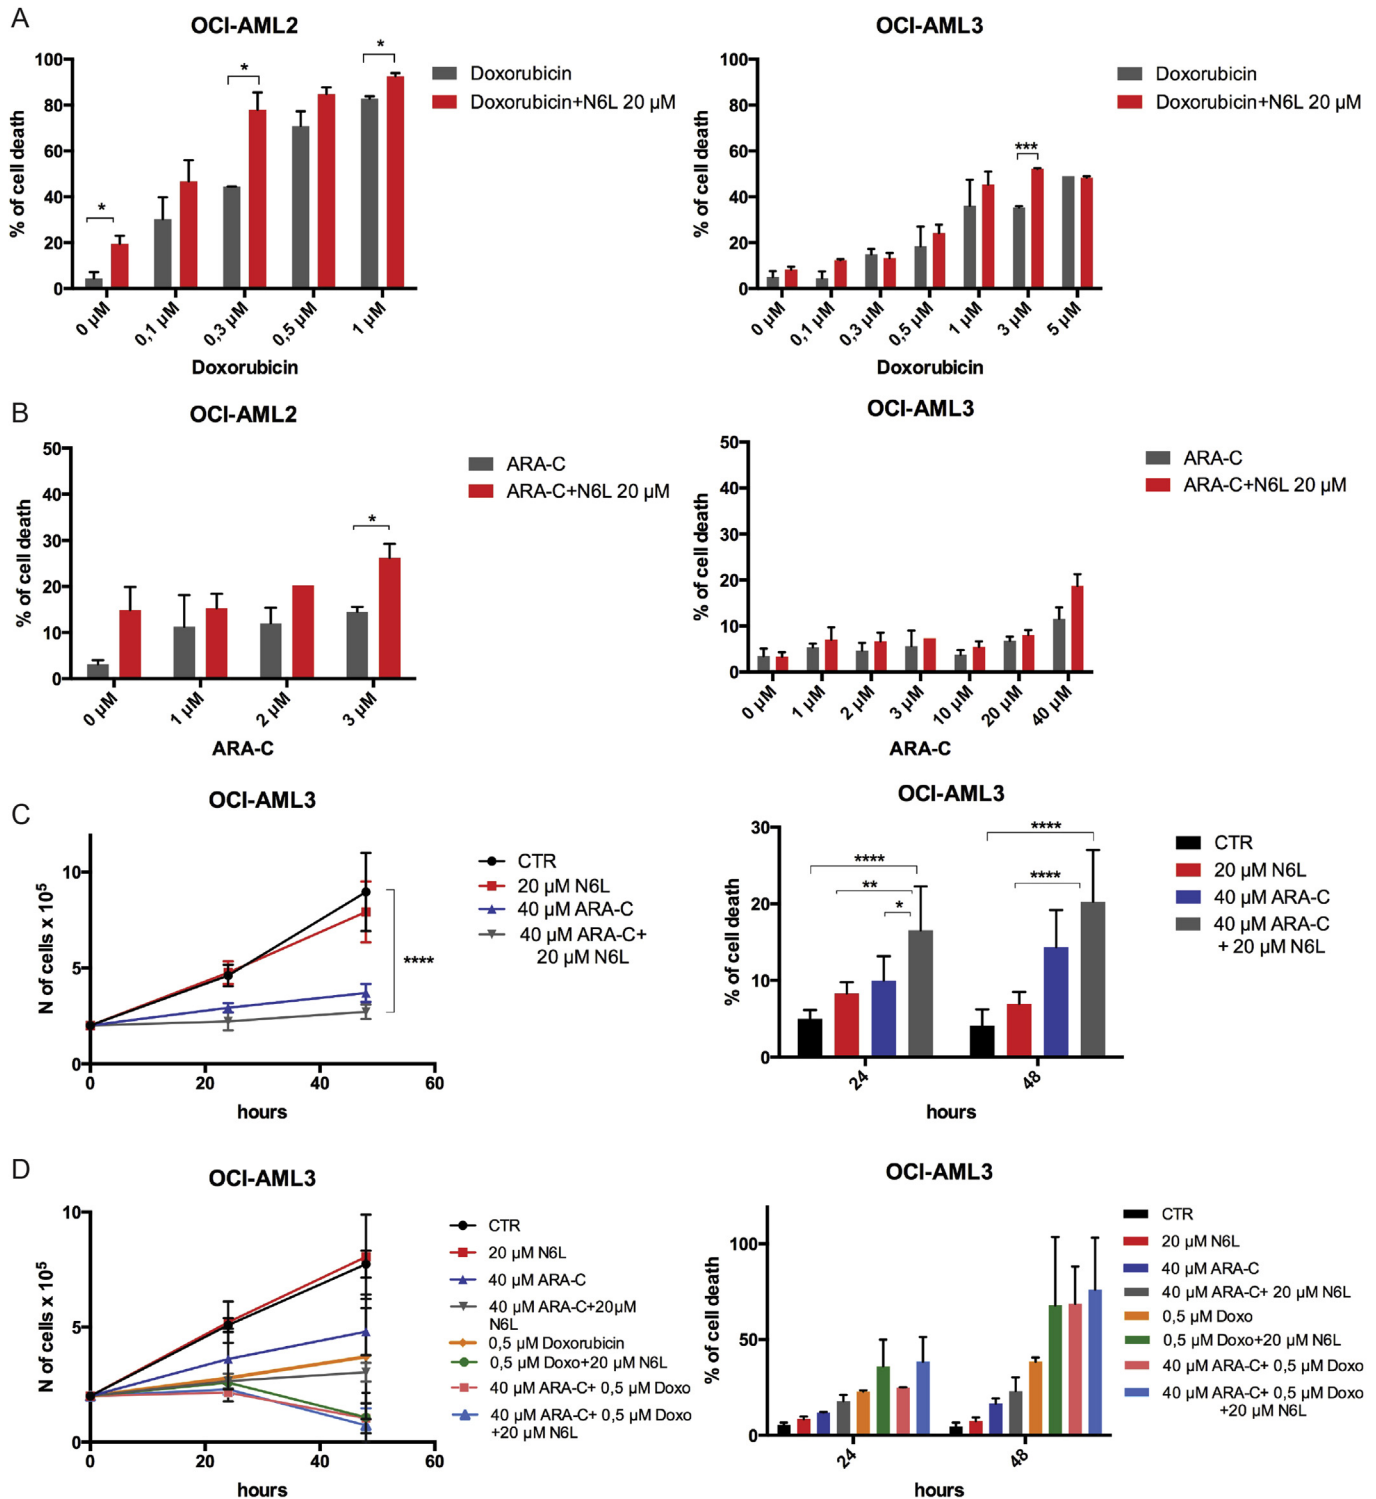 A
OCI-AML2
% of cell death
100
80
60
40
20
0
*
*
*
0 µM
0,1 µM
0,3 µM
0,5 µM
1 µM
Doxorubicin
Doxorubicin
Doxorubicin+N6L 20 µM
OCI-AML3
% of cell death
100
80
60
40
20
0
***
0 µM
0,1 µM
0,3 µM
0,5 µM
1 µM
3 µM
5 µM
Doxorubicin
Doxorubicin
Doxorubicin+N6L 20 µM
B
OCI-AML2
% of cell death
50
40
30
20
10
0
*
0 µM
1 µM
2 µM
3 µM
ARA-C
ARA-C
ARA-C+N6L 20 µM
OCI-AML3
% of cell death
50
40
30
20
10
0
0 µM
1 µM
2 µM
3 µM
10 µM
20 µM
40 µM
ARA-C
ARA-C
ARA-C+N6L 20 µM
C
OCI-AML3
N of cells x 10⁵
10
5
0
0
20
40
60
hours
****
CTR
20 µM N6L
40 µM ARA-C
40 µM ARA-C+
20 µM N6L
OCI-AML3
% of cell death
30
20
10
0
****
**
*
****
****
24
48
hours
CTR
20 µM N6L
40 µM ARA-C
40 µM ARA-C
+ 20 µM N6L
D
OCI-AML3
N of cells x 10⁵
10
5
0
0
20
40
60
hours
CTR
20 µM N6L
40 µM ARA-C
40 µM ARA-C+20µM
N6L
0,5 µM Doxorubicin
0,5 µM Doxo+20 µM N6L
40 µM ARA-C+ 0,5 µM Doxo
40 µM ARA-C+ 0,5 µM Doxo
+20 µM N6L
OCI-AML3
% of cell death
100
50
0
24
48
hours
CTR
20 µM N6L
40 µM ARA-C
40 µM ARA-C+ 20 µM N6L
0,5 µM Doxo
0,5 µM Doxo+20 µM N6L
40 µM ARA-C+ 0,5 µM Doxo
40 µM ARA-C+ 0,5 µM Doxo
+20 µM N6L